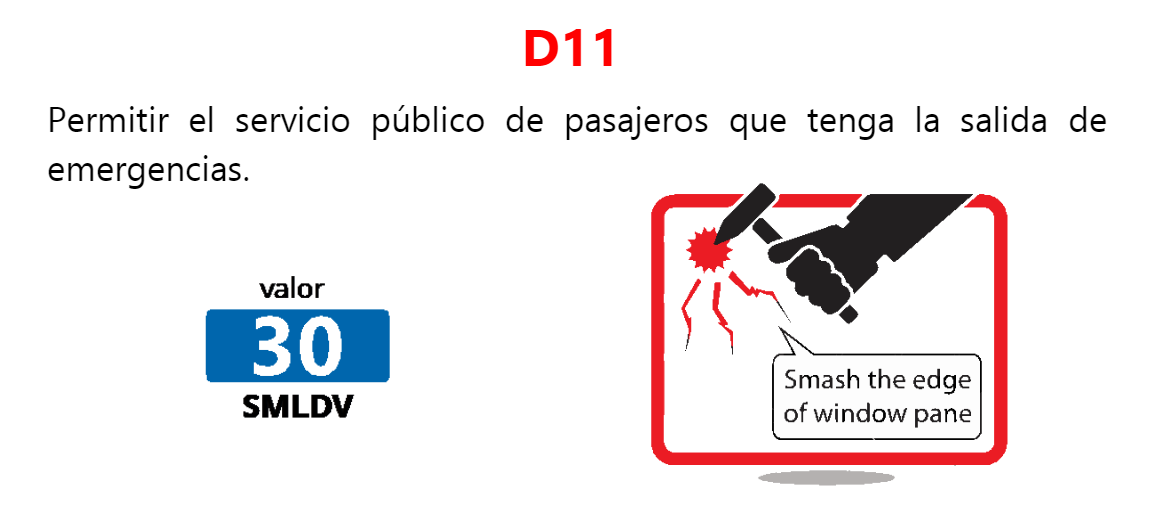 D11
Permitir el servicio público de pasajeros que tenga la salida de
emergencias.
valor
30
SMLDV
Smash the edge
of window pane